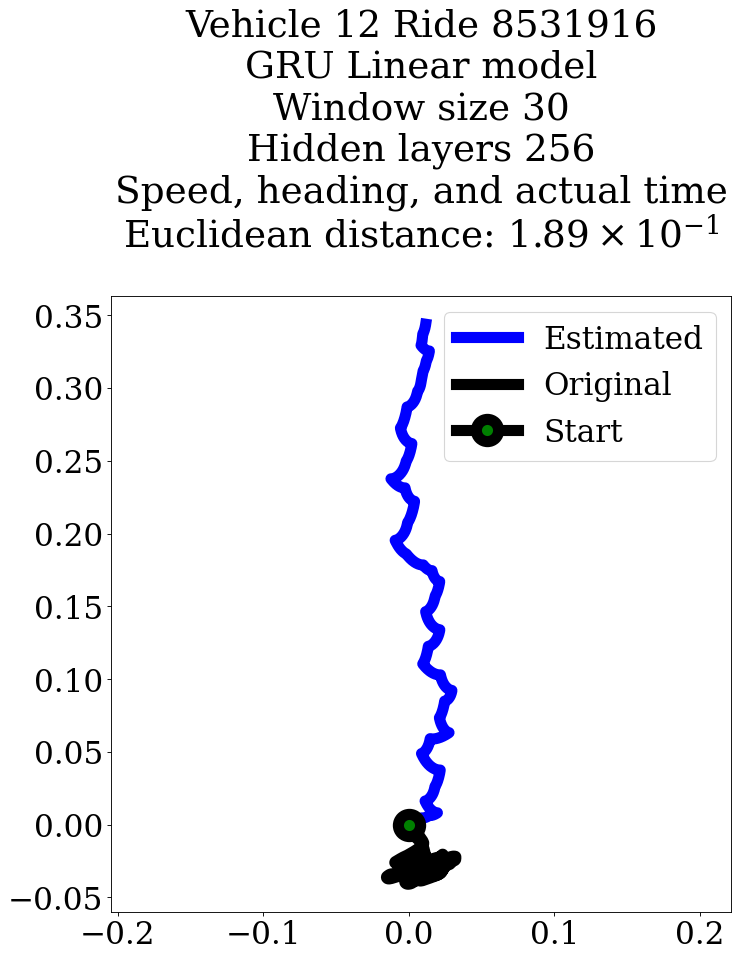 Vehicle 12 Ride 8531916
GRU Linear model
Window size 30
Hidden layers 256
Speed, heading, and actual time
Euclidean distance: 1.89 × 10⁻¹
Estimated
Original
Start
0.35
0.30
0.25
0.20
0.15
0.10
0.05
0.00
−0.05
−0.2 −0.1 0.0 0.1 0.2